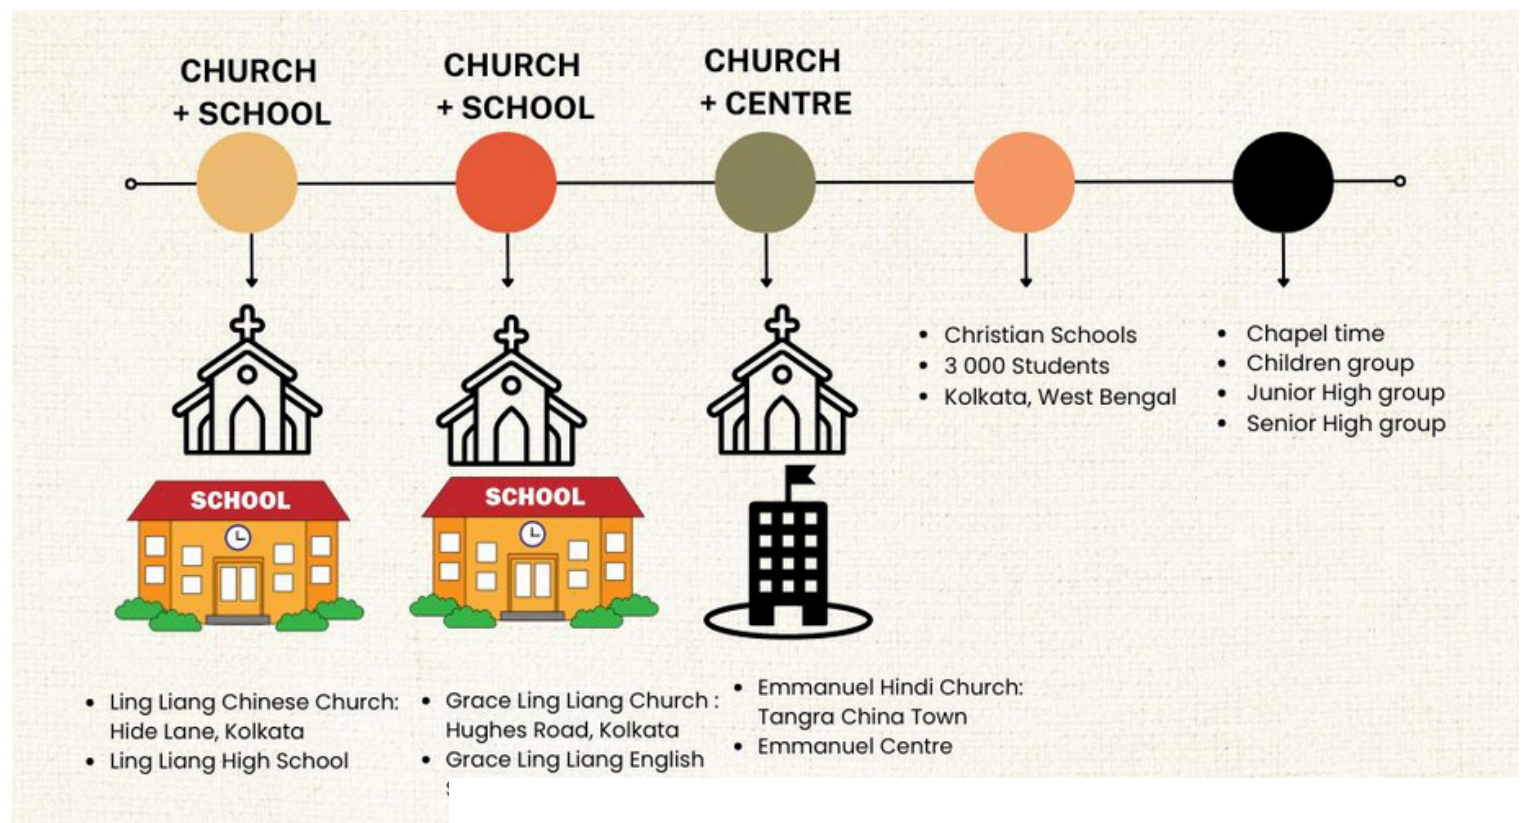 CHURCH
+ SCHOOL
CHURCH
+ SCHOOL
CHURCH
+ CENTRE
SCHOOL
SCHOOL
• Christian Schools
• 3 000 Students
• Kolkata, West Bengal
• Chapel time
• Children group
• Junior High group
• Senior High group
• Ling Liang Chinese Church:
Hide Lane, Kolkata
• Ling Liang High School
• Grace Ling Liang Church :
Hughes Road, Kolkata
• Grace Ling Liang English
• Emmanuel Hindi Church:
Tangra China Town
• Emmanuel Centre